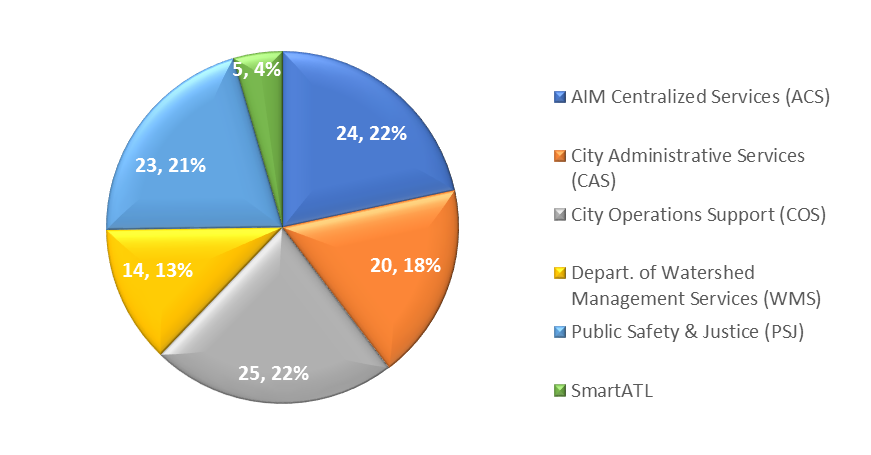 5, 4%
24, 22%
23, 21%
20, 18%
14, 13%
25, 22%
AIM Centralized Services (ACS)
City Administrative Services
(CAS)
City Operations Support (COS)
Depart. of Watershed
Management Services (WMS)
Public Safety & Justice (PSJ)
SmartATL